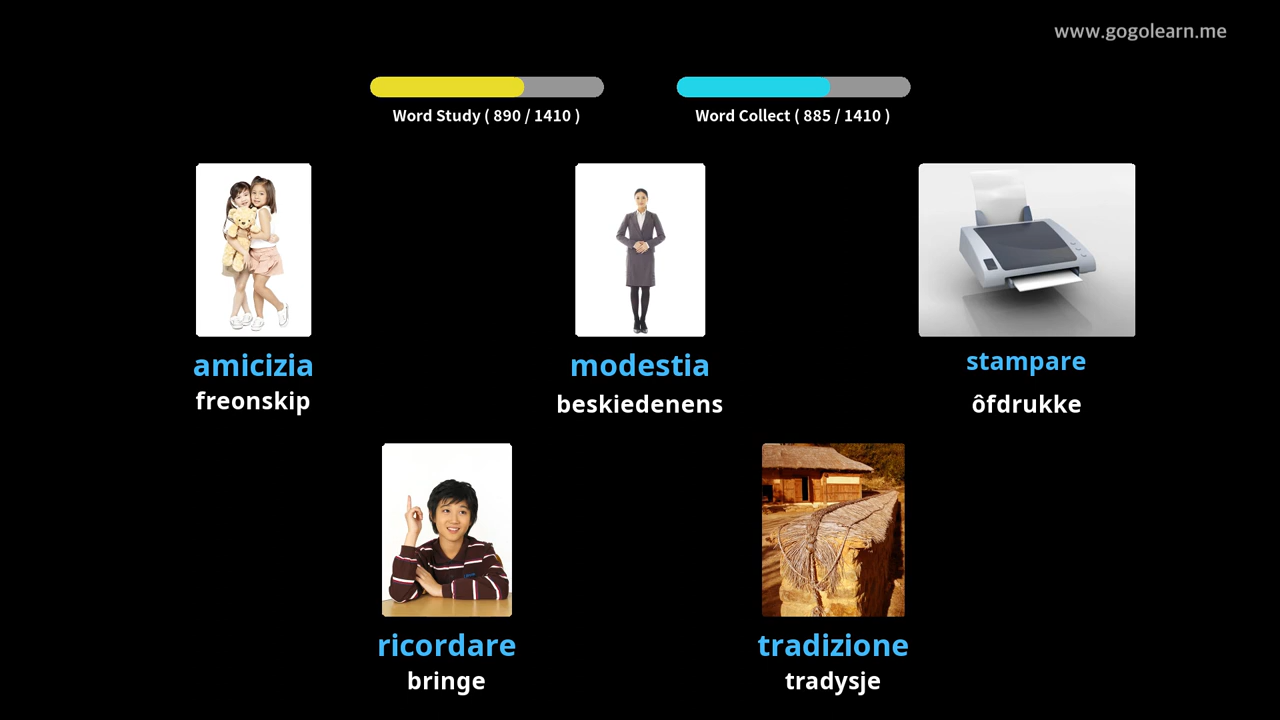 www.gogolearn.me
Word Study ( 890 / 1410 )
Word Collect ( 885 / 1410 )
amicizia
freonskip
modestia
beskiedenens
stampare
ôfdrukke
ricordare
bringe
tradizione
tradysje